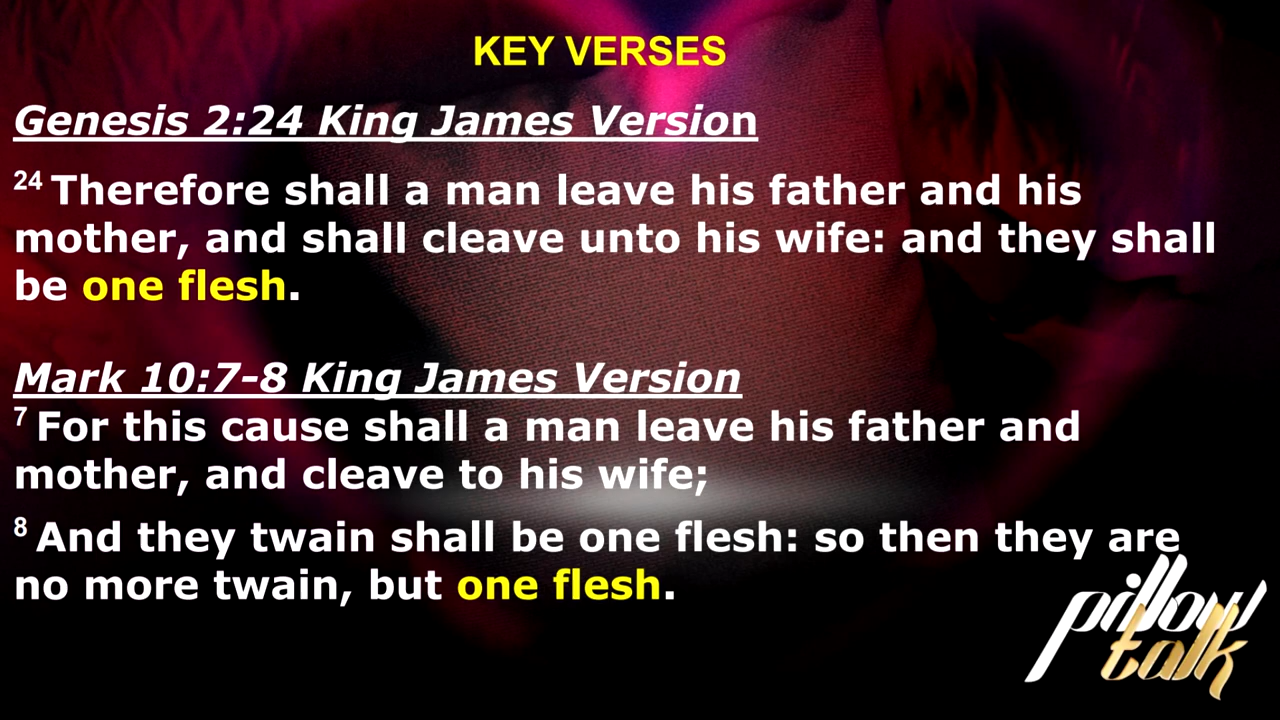 KEY VERSES
Genesis 2:24 King James Version
24 Therefore shall a man leave his father and his
mother, and shall cleave unto his wife: and they shall
be one flesh.
Mark 10:7-8 King James Version
7 For this cause shall a man leave his father and
mother, and cleave to his wife;
8 And they twain shall be one flesh: so then they are
no more twain, but one flesh.
pillow
talk